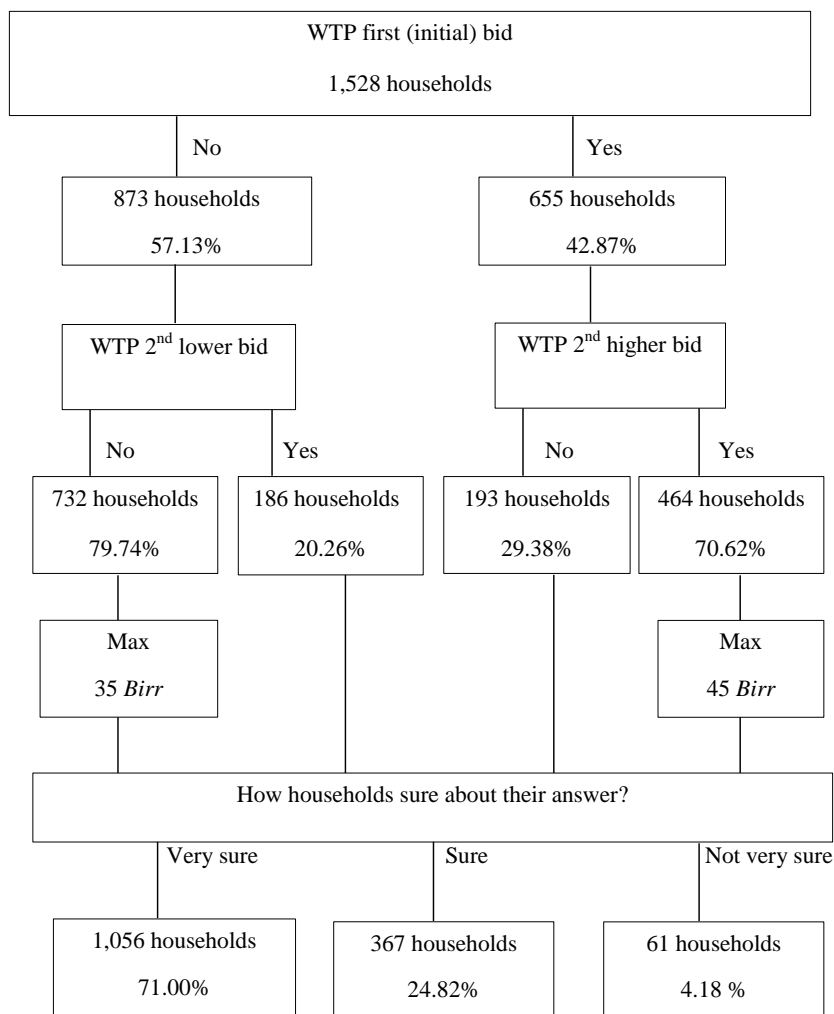 WTP first (initial) bid
1,528 households
No
Yes
873 households
57.13%
655 households
42.87%
WTP 2nd lower bid
WTP 2nd higher bid
No
Yes
No
Yes
732 households
79.74%
186 households
20.26%
193 households
29.38%
464 households
70.62%
Max
35 Birr
Max
45 Birr
How households sure about their answer?
Very sure
Sure
Not very sure
1,056 households
71.00%
367 households
24.82%
61 households
4.18 %